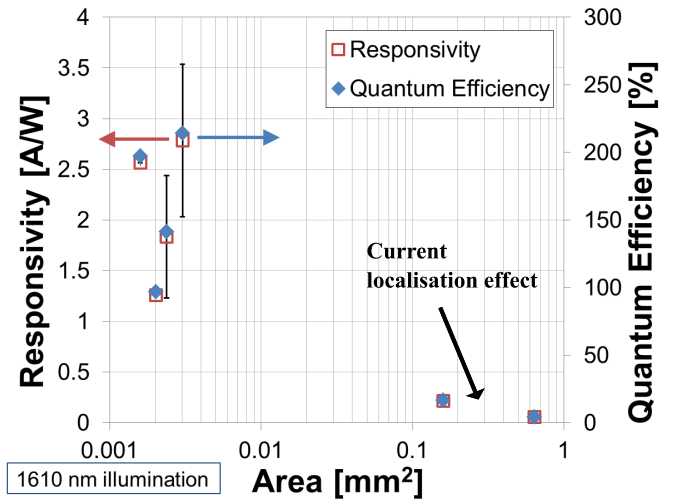 Responsivity [A/W]
4
3.5
3
2.5
2
1.5
1
0.5
0
Responsivity
Quantum Efficiency
Current
localisation effect
300
250
200
150
100
50
0
Quantum Efficiency [%]
0.001
0.01
0.1
1
1610 nm illumination
Area [mm²]